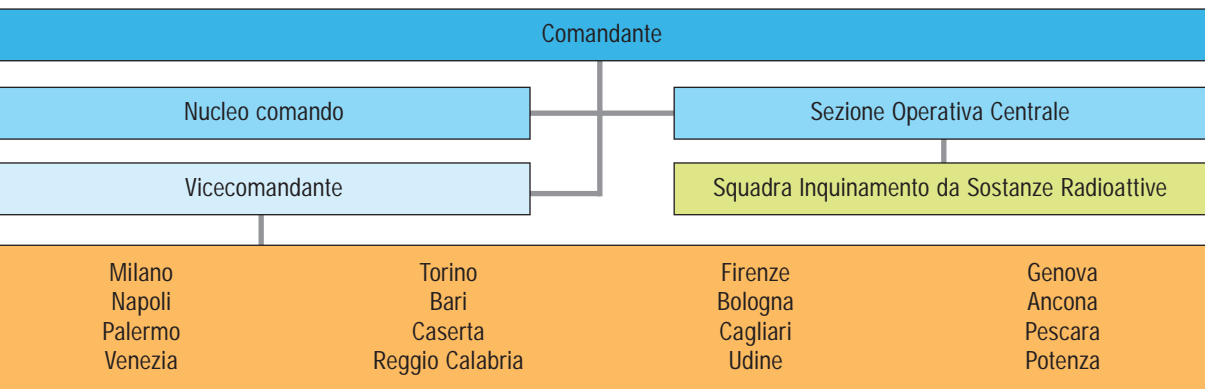 Comandante
Nucleo comando
Sezione Operativa Centrale
Vicecomandante
Squadra Inquinamento da Sostanze Radioattive
Milano Torino Firenze Genova
Napoli Bari Bologna Ancona
Palermo Caserta Cagliari Pescara
Venezia Reggio Calabria Udine Potenza